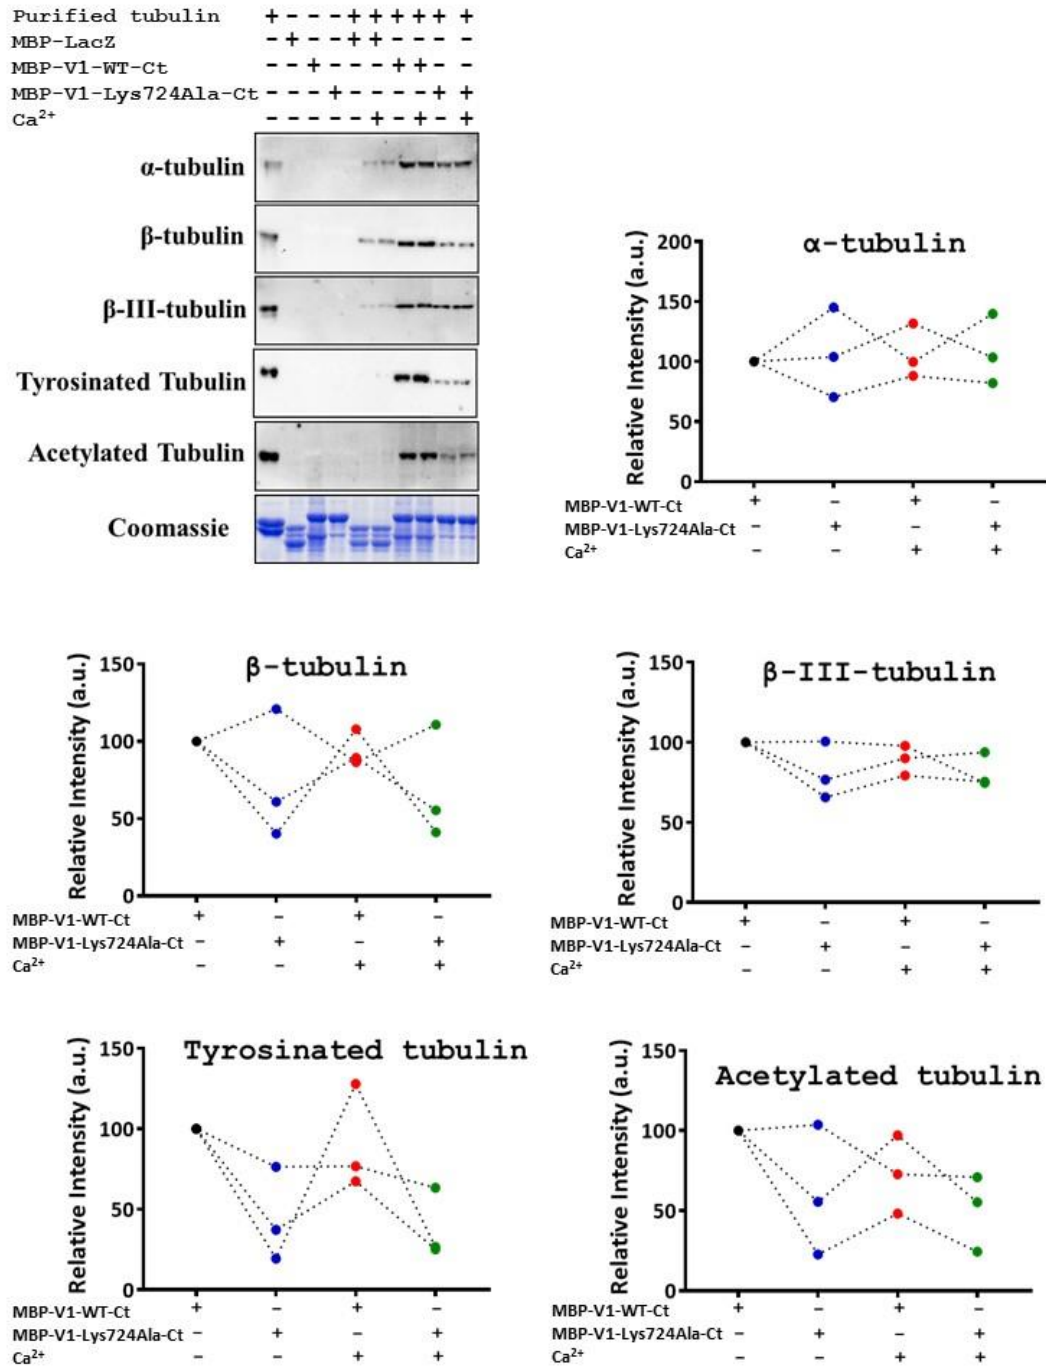 Purified tubulin + − − − + + + + + +
MBP-LacZ − + − − + + − − − −
MBP-V1-WT-Ct − − + − − − + + − −
MBP-V1-Lys724Ala-Ct − − − + − − − − + +
Ca²⁺ − − − − − + − + − +
α-tubulin
β-tubulin
β-III-tubulin
Tyrosinated Tubulin
Acetylated Tubulin
Coomassie
α-tubulin
Relative Intensity (a.u.)
200
150
100
50
0
MBP-V1-WT-Ct + − + −
MBP-V1-Lys724Ala-Ct − + − +
Ca²⁺ − − + +
β-tubulin
Relative Intensity (a.u.)
150
100
50
0
MBP-V1-WT-Ct + − + −
MBP-V1-Lys724Ala-Ct − + − +
Ca²⁺ − − + +
β-III-tubulin
Relative Intensity (a.u.)
150
100
50
0
MBP-V1-WT-Ct + − + −
MBP-V1-Lys724Ala-Ct − + − +
Ca²⁺ − − + +
Tyrosinated tubulin
Relative Intensity (a.u.)
150
100
50
0
MBP-V1-WT-Ct + − + −
MBP-V1-Lys724Ala-Ct − + − +
Ca²⁺ − − + +
Acetylated tubulin
Relative Intensity (a.u.)
150
100
50
0
MBP-V1-WT-Ct + − + −
MBP-V1-Lys724Ala-Ct − + − +
Ca²⁺ − − + +